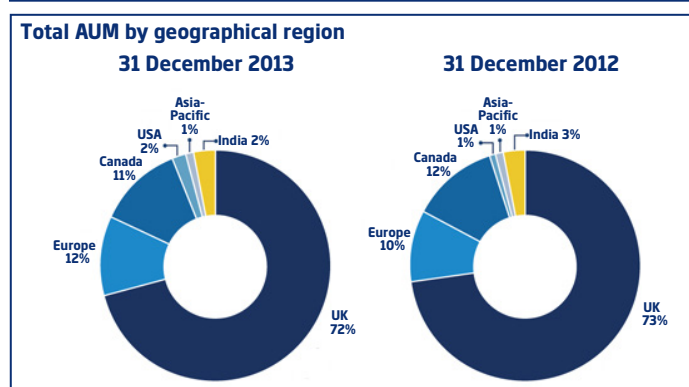 Total AUM by geographical region
31 December 2013
31 December 2012
Asia-
Pacific
1%
USA
2%
India 2%
Canada
11%
Europe
12%
UK
72%
Asia-
Pacific
1%
USA
1%
India 3%
Canada
12%
Europe
10%
UK
73%